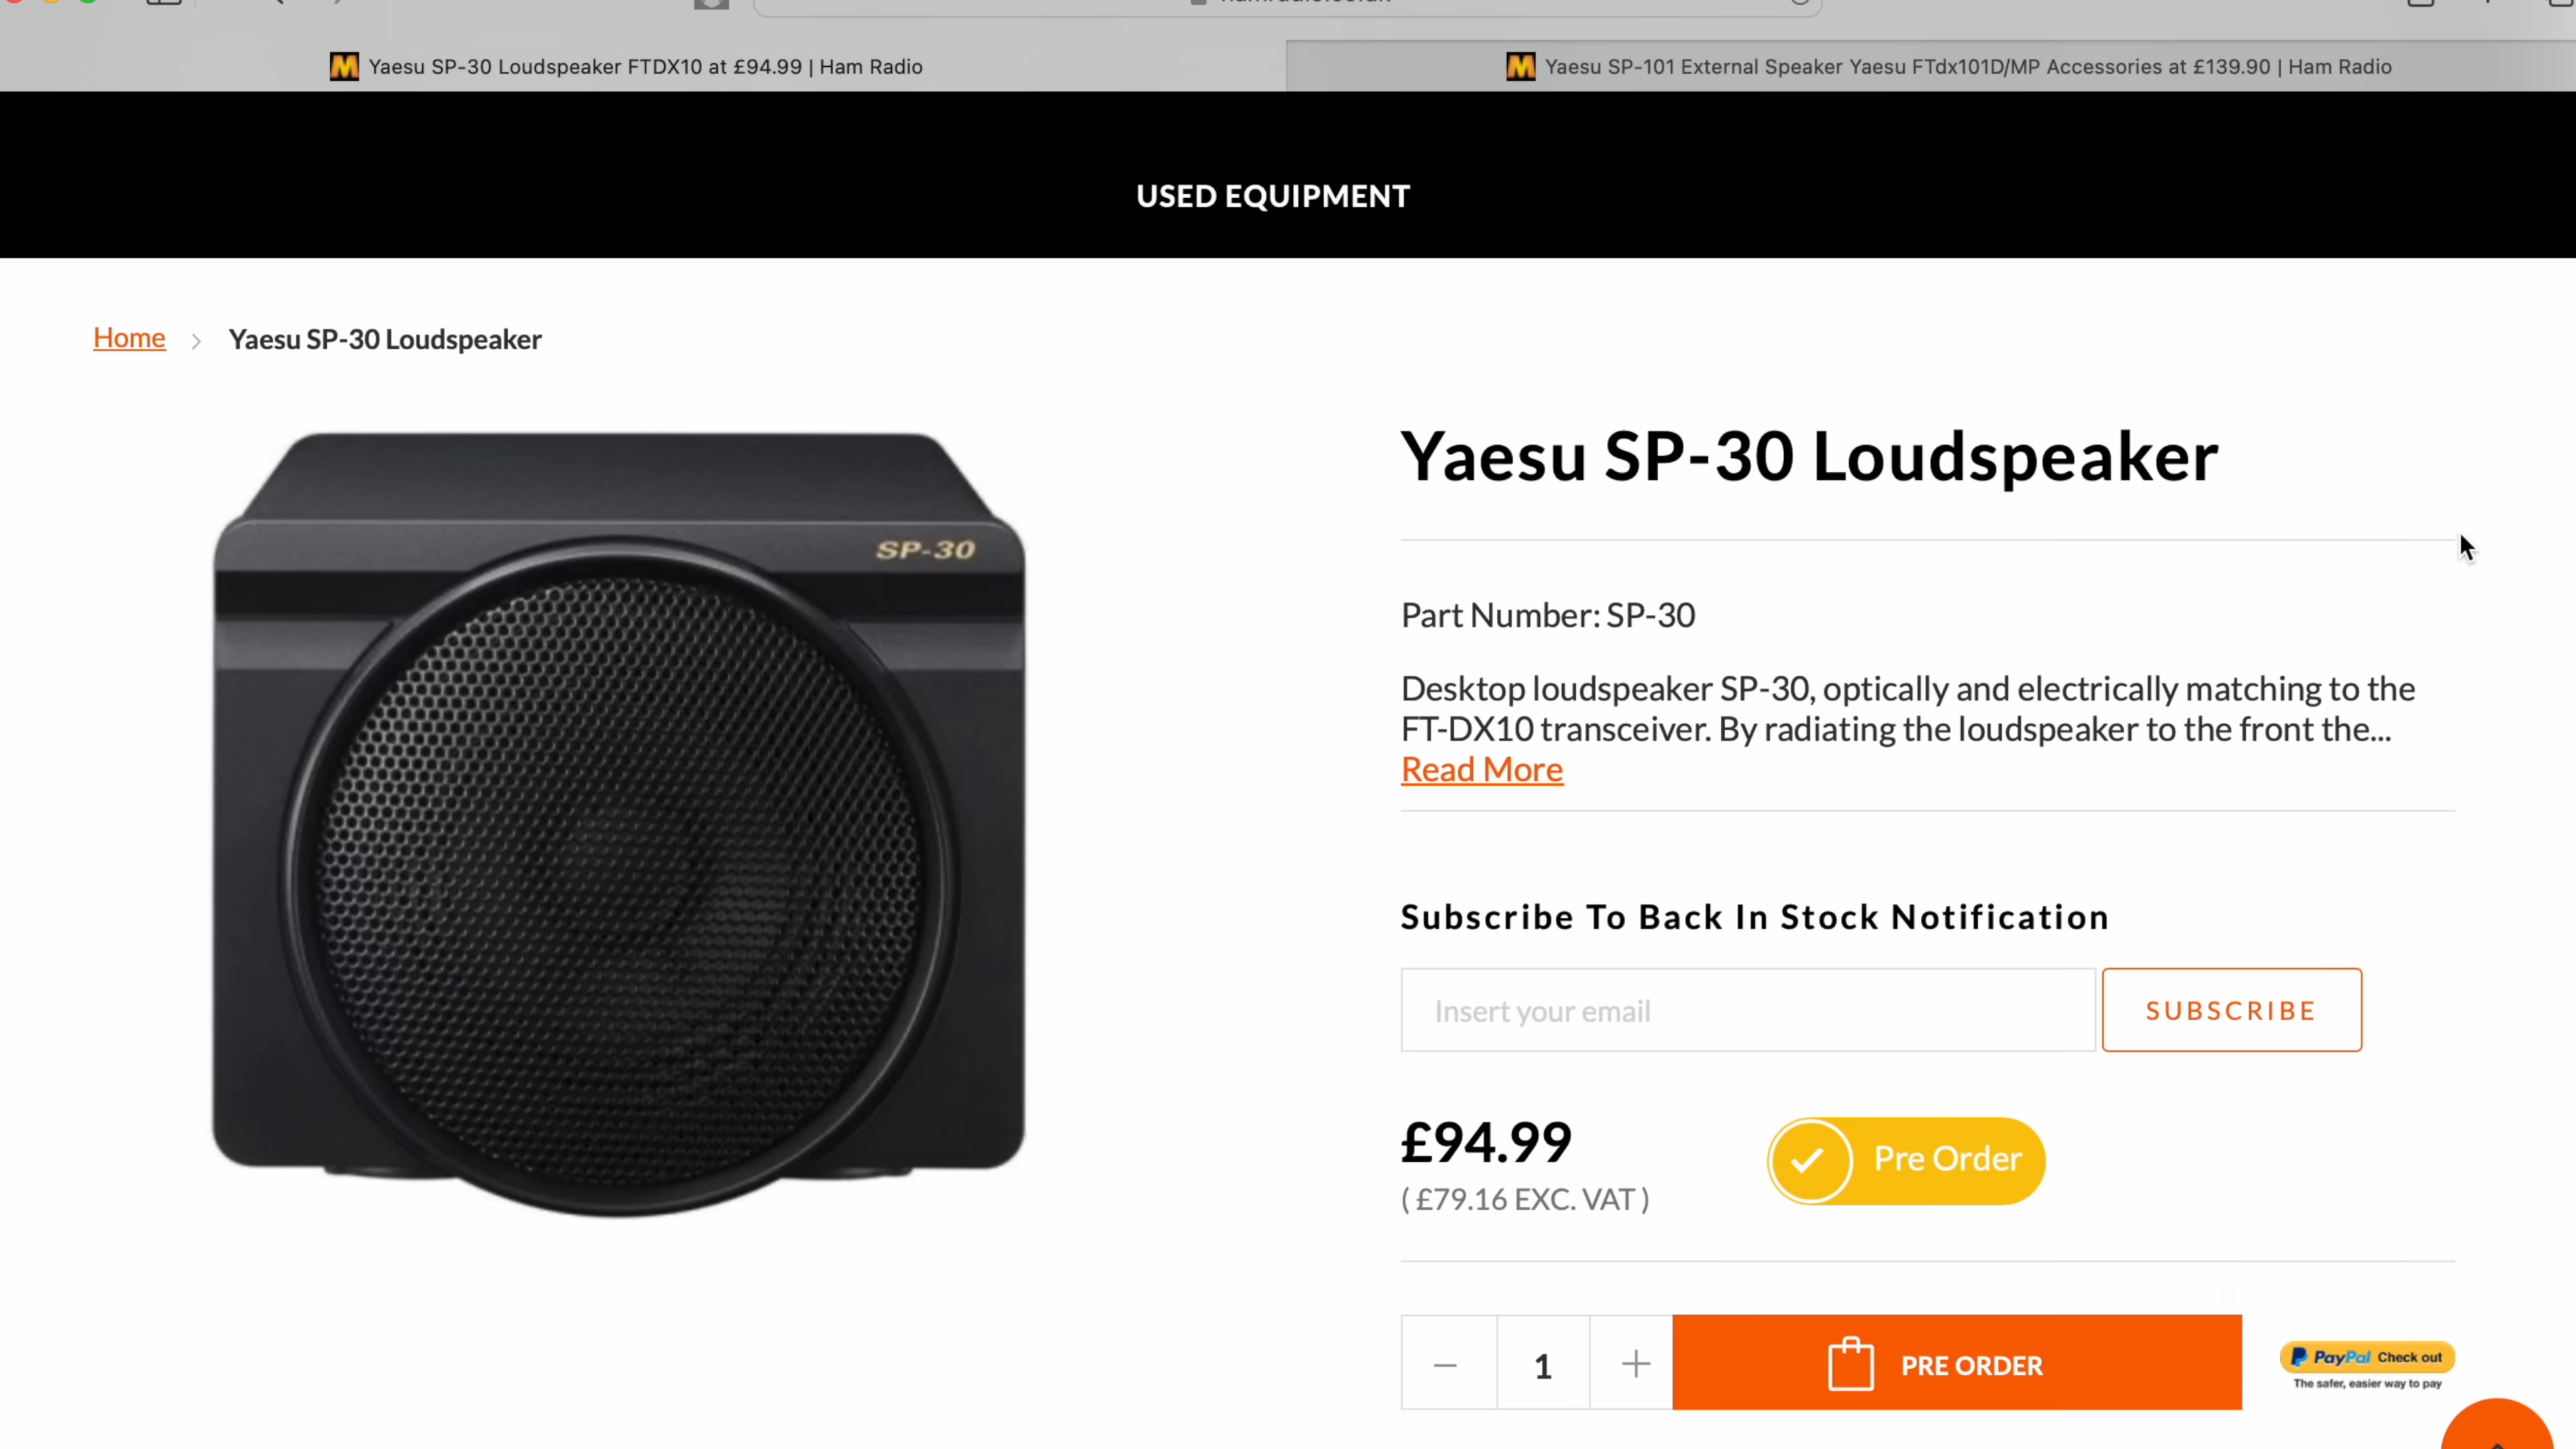 Yaesu SP-30 Loudspeaker FTDX10 at £94.99 | Ham Radio
Yaesu SP-101 External Speaker Yaesu FTdx101D/MP Accessories at £139.90 | Ham Radio
USED EQUIPMENT
Home > Yaesu SP-30 Loudspeaker
SP-30
Yaesu SP-30 Loudspeaker
Part Number: SP-30
Desktop loudspeaker SP-30, optically and electrically matching to the
FT-DX10 transceiver. By radiating the loudspeaker to the front the...
Read More
Subscribe To Back In Stock Notification
Insert your email
SUBSCRIBE
£94.99
Pre Order
( £79.16 EXC. VAT )
− 1 +
PRE ORDER
PayPal Check out
The safer, easier way to pay